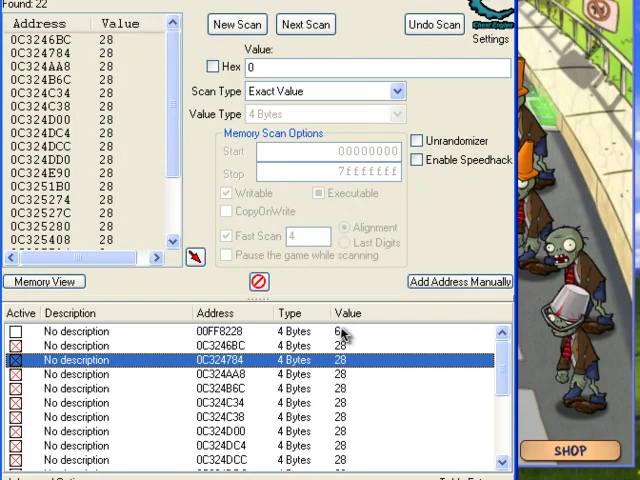 Found: 22
Address Value
0C3246BC 28
0C324784 28
0C324AA8 28
0C324B6C 28
0C324C34 28
0C324C38 28
0C324D00 28
0C324DC4 28
0C324DCC 28
0C324DD0 28
0C324E90 28
0C3251B0 28
0C325274 28
0C32527C 28
0C325280 28
0C325408 28
New Scan Next Scan Undo Scan
Cheat Engine
Settings
Value:
Hex 0
Scan Type Exact Value
Value Type 4 Bytes
Memory Scan Options
Start 00000000
Stop 7fffffff
Writable Executable
CopyOnWrite
Fast Scan 4 Alignment
Last Digits
Pause the game while scanning
Unrandomizer
Enable Speedhack
Memory View Add Address Manually
Active Description Address Type Value
No description 00FF8228 4 Bytes 6
No description 0C3246BC 4 Bytes 28
No description 0C324784 4 Bytes 28
No description 0C324AA8 4 Bytes 28
No description 0C324B6C 4 Bytes 28
No description 0C324C34 4 Bytes 28
No description 0C324C38 4 Bytes 28
No description 0C324D00 4 Bytes 28
No description 0C324DC4 4 Bytes 28
No description 0C324DCC 4 Bytes 28
SHOP